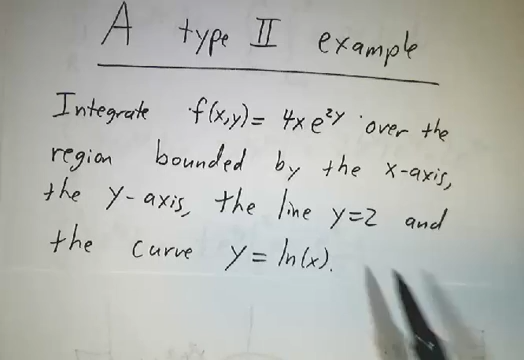 A type II example
Integrate f(x,y)= 4xe^{2y} over the
region bounded by the x-axis,
the y-axis, the line y=2 and
the curve y = ln(x).